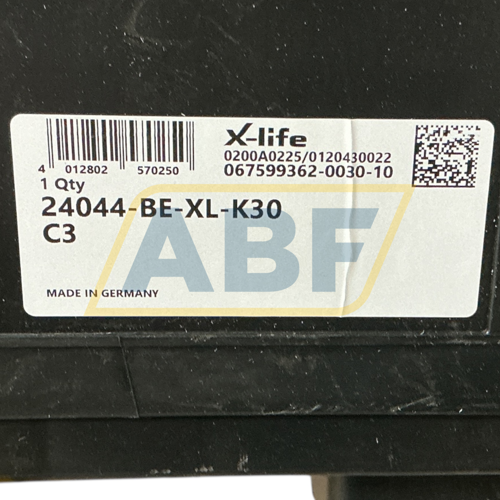 X-life
0200A0225/0120430022
067599362-0030-10
4 012802 570250
1 Qty
24044-BE-XL-K30
C3
ABF
MADE IN GERMANY